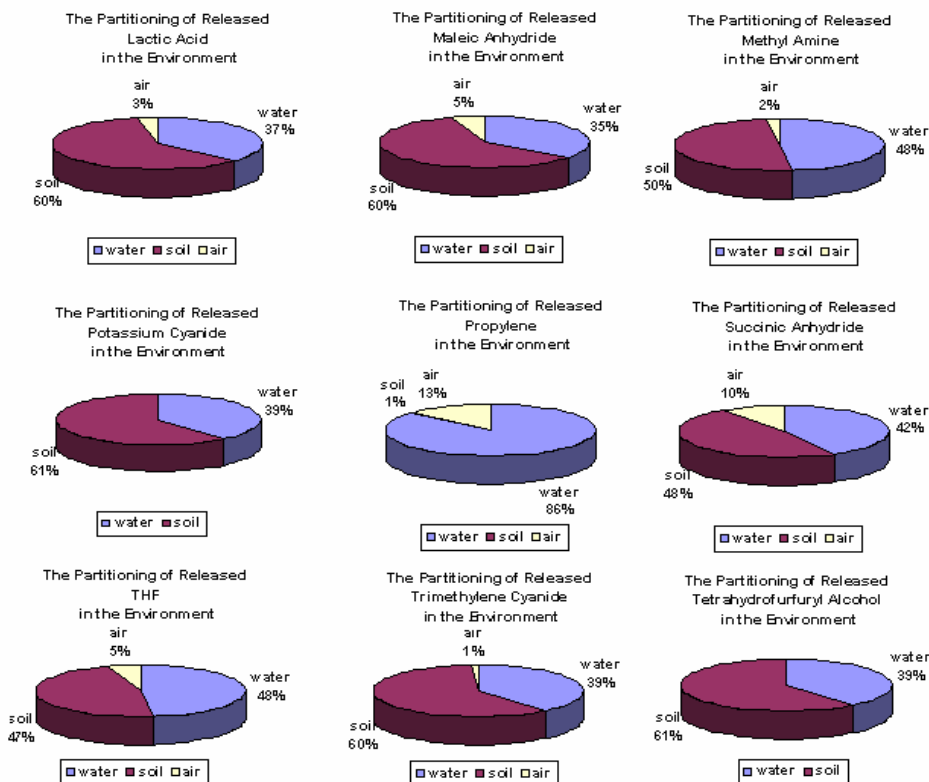 The Partitioning of Released
Lactic Acid
in the Environment
air
3%
water
37%
soil
60%
water soil air
The Partitioning of Released
Maleic Anhydride
in the Environment
air
5%
water
35%
soil
60%
water soil air
The Partitioning of Released
Methyl Amine
in the Environment
air
2%
water
48%
soil
50%
water soil air
The Partitioning of Released
Potassium Cyanide
in the Environment
water
39%
soil
61%
water soil
The Partitioning of Released
Propylene
in the Environment
air
13%
soil
1%
water
86%
water soil air
The Partitioning of Released
Succinic Anhydride
in the Environment
air
10%
water
42%
soil
48%
water soil air
The Partitioning of Released
THF
in the Environment
air
5%
water
48%
soil
47%
water soil air
The Partitioning of Released
Trimethylene Cyanide
in the Environment
air
1%
water
39%
soil
60%
water soil air
The Partitioning of Released
Tetrahydrofurfuryl Alcohol
in the Environment
water
39%
soil
61%
water soil